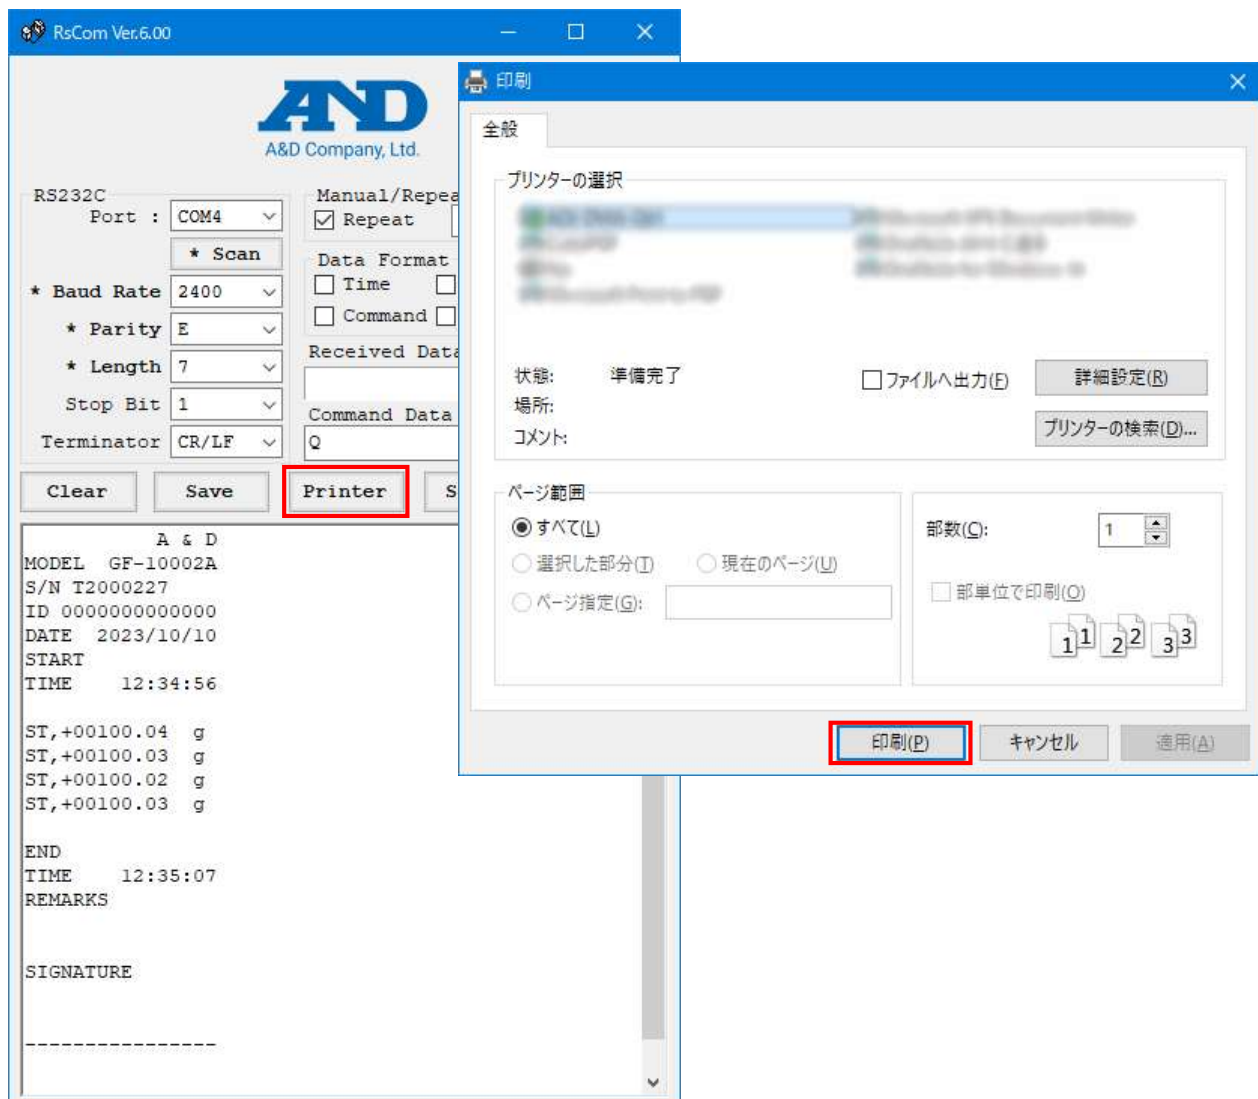 RsCom Ver.6.00
AND
A&D Company, Ltd.
RS232C
Port :
COM4
* Scan
* Baud Rate
2400
* Parity
E
* Length
7
Stop Bit
1
Terminator
CR/LF
Manual/Repea
Repeat
Data Format
Time
Command
Received Data
Command Data
Q
Clear
Save
Printer
S
A & D
MODEL GF-10002A
S/N T2000227
ID 0000000000000
DATE 2023/10/10
START
TIME 12:34:56
ST,+00100.04 g
ST,+00100.03 g
ST,+00100.02 g
ST,+00100.03 g
END
TIME 12:35:07
REMARKS
SIGNATURE
----------------
印刷
全般
プリンターの選択
状態: 準備完了
場所:
コメント:
ファイルへ出力(F)
詳細設定(R)
プリンターの検索(D)...
ページ範囲
すべて(L)
選択した部分(T)
現在のページ(U)
ページ指定(G):
部数(C):
1
部単位で印刷(O)
11 22 33
印刷(P)
キャンセル
適用(A)